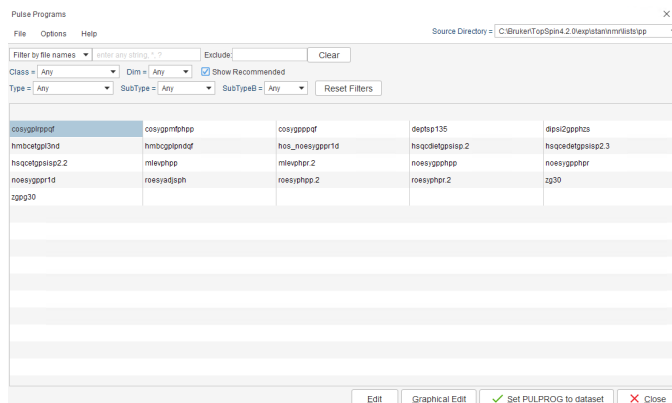 Pulse Programs
File Options Help
Source Directory = C:\Bruker\TopSpin4.2.0\exp\stan\nmr\lists\pp
Filter by file names enter any string, *, ? Exclude: Clear
Class = Any Dim = Any Show Recommended
Type = Any SubType = Any SubTypeB = Any Reset Filters
cosygpirppqf cosygpmfphpp cosygpppqf deptsp135 dipsi2gpphzs
hmbcetgpl3nd hmbcgplpndqf hos_noesygppr1d hsqcdietgpsisp.2 hsqcedetgpsisp2.3
hsqcetgpsisp2.2 mlevphpp mlevphpr.2 noesygpphpp noesygpphpr
noesygppr1d roesyadjsph roesyphpp.2 roesyphpr.2 zg30
zgpg30
Edit Graphical Edit Set PULPROG to dataset Close